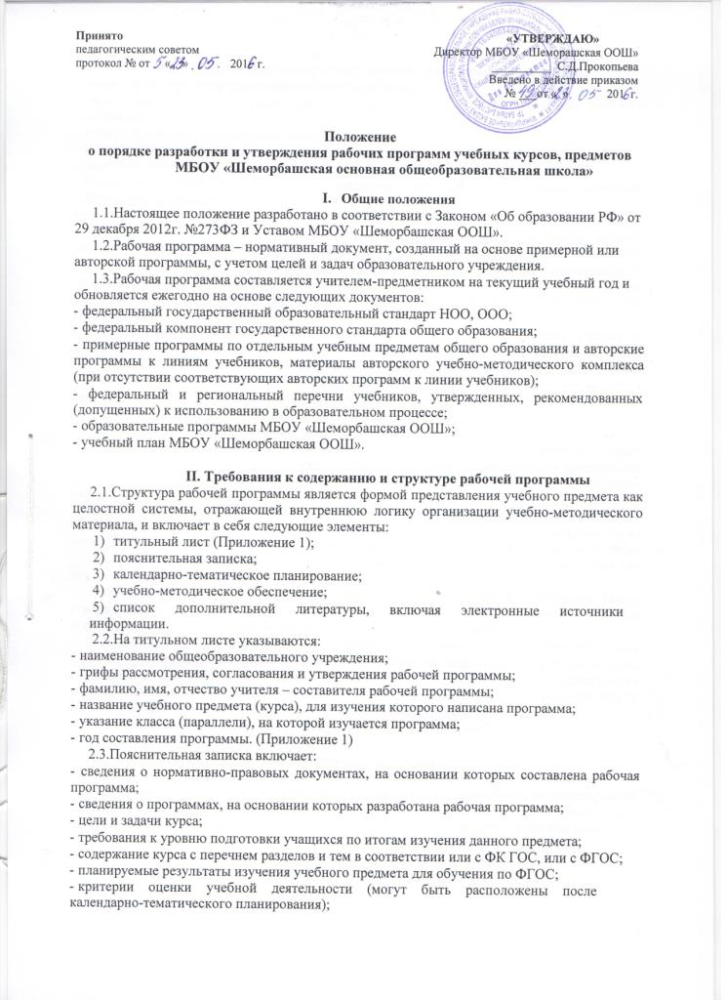 Принято
педагогическим советом
протокол № от 5 «23» .05. 2016 г.
«УТВЕРЖДАЮ»
Директор МБОУ «Шеморашская ООШ»
С.Д.Прокопьева
Введено в действие приказом
№ 49 от «23» 05 2016г.
Положение
о порядке разработки и утверждения рабочих программ учебных курсов, предметов
МБОУ «Шеморбашская основная общеобразовательная школа»
I. Общие положения
1.1.Настоящее положение разработано в соответствии с Законом «Об образовании РФ» от
29 декабря 2012г. №273ФЗ и Уставом МБОУ «Шеморбашская ООШ».
1.2.Рабочая программа – нормативный документ, созданный на основе примерной или
авторской программы, с учетом целей и задач образовательного учреждения.
1.3.Рабочая программа составляется учителем-предметником на текущий учебный год и
обновляется ежегодно на основе следующих документов:
- федеральный государственный образовательный стандарт НОО, ООО;
- федеральный компонент государственного стандарта общего образования;
- примерные программы по отдельным учебным предметам общего образования и авторские
программы к линиям учебников, материалы авторского учебно-методического комплекса
(при отсутствии соответствующих авторских программ к линии учебников);
- федеральный и региональный перечни учебников, утвержденных, рекомендованных
(допущенных) к использованию в образовательном процессе;
- образовательные программы МБОУ «Шеморбашская ООШ»;
- учебный план МБОУ «Шеморбашская ООШ».
II. Требования к содержанию и структуре рабочей программы
2.1.Структура рабочей программы является формой представления учебного предмета как
целостной системы, отражающей внутреннюю логику организации учебно-методического
материала, и включает в себя следующие элементы:
1) титульный лист (Приложение 1);
2) пояснительная записка;
3) календарно-тематическое планирование;
4) учебно-методическое обеспечение;
5) список дополнительной литературы, включая электронные источники
информации.
2.2.На титульном листе указываются:
- наименование общеобразовательного учреждения;
- грифы рассмотрения, согласования и утверждения рабочей программы;
- фамилию, имя, отчество учителя – составителя рабочей программы;
- название учебного предмета (курса), для изучения которого написана программа;
- указание класса (параллели), на которой изучается программа;
- год составления программы. (Приложение 1)
2.3.Пояснительная записка включает:
- сведения о нормативно-правовых документах, на основании которых составлена рабочая
программа;
- сведения о программах, на основании которых разработана рабочая программа;
- цели и задачи курса;
- требования к уровню подготовки учащихся по итогам изучения данного предмета;
- содержание курса с перечнем разделов и тем в соответствии или с ФК ГОС, или с ФГОС;
- планируемые результаты изучения учебного предмета для обучения по ФГОС;
- критерии оценки учебной деятельности (могут быть расположены после
календарно-тематического планирования);